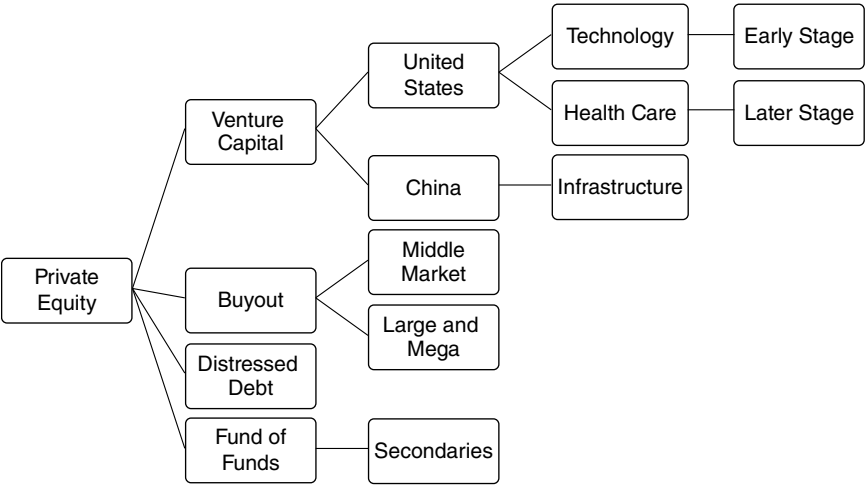 Private
Equity
Venture
Capital
United
States
Technology
Early Stage
Health Care
Later Stage
China
Infrastructure
Buyout
Middle
Market
Large and
Mega
Distressed
Debt
Fund of
Funds
Secondaries